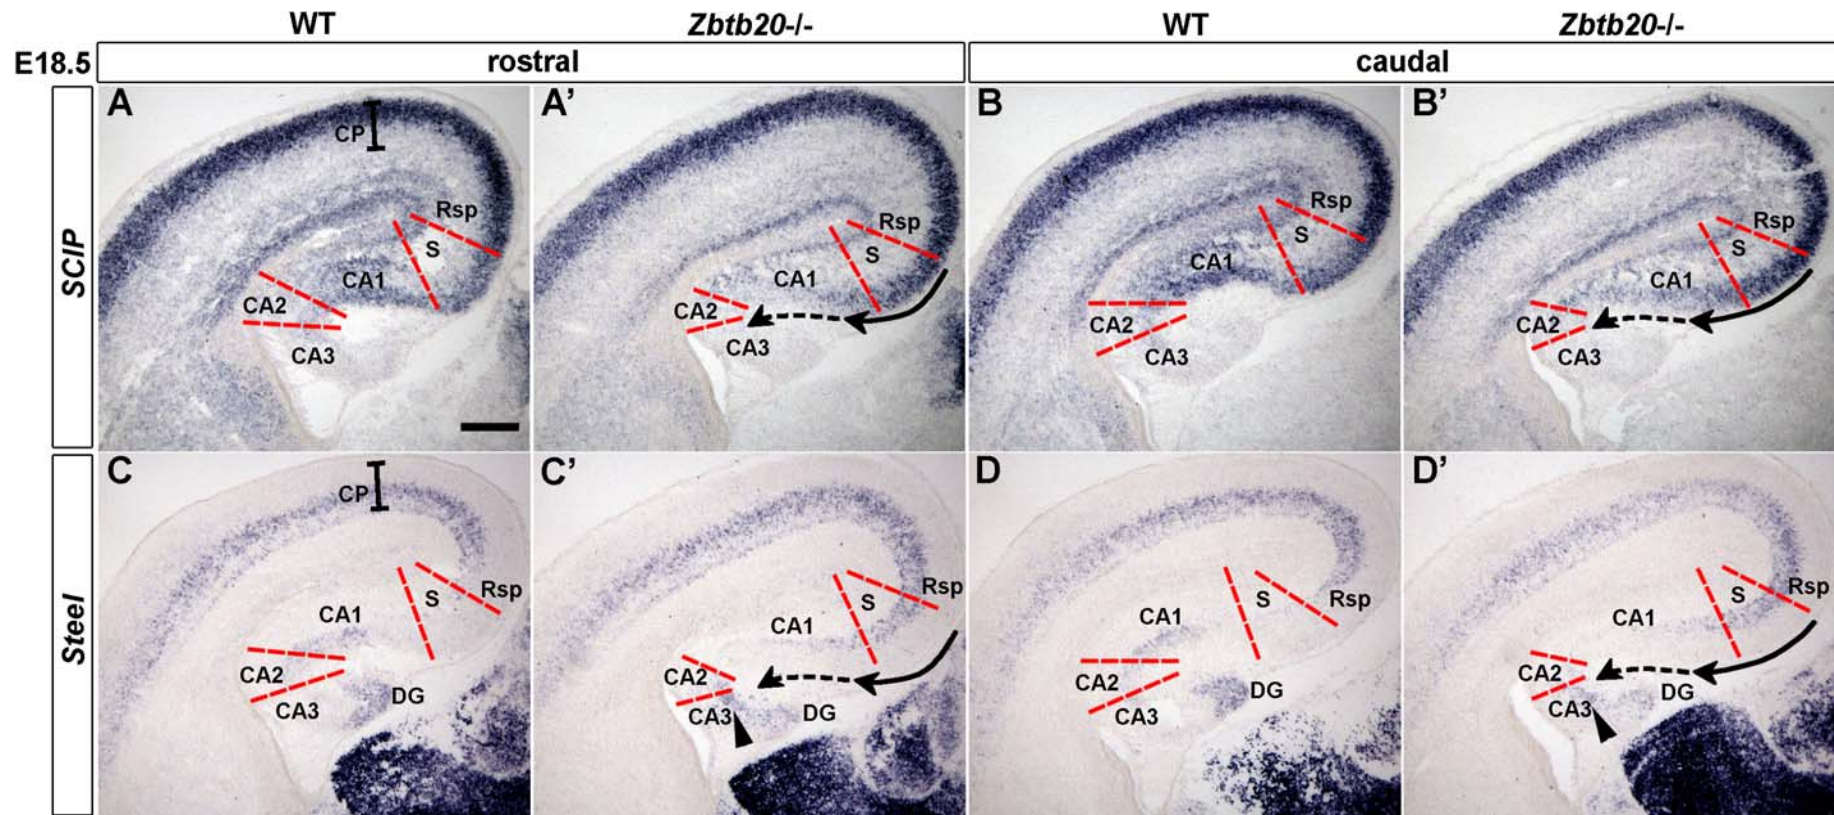 WT Zbtb20-/- WT Zbtb20-/-
E18.5 rostral caudal
SCIP
A CP Rsp S CA1 CA2 CA3
A’ Rsp S CA1 CA2 CA3
B Rsp S CA1 CA2 CA3
B’ Rsp S CA1 CA2 CA3
Steel
C CP Rsp S CA1 CA2 CA3 DG
C’ Rsp S CA1 CA2 CA3 DG
D Rsp S CA1 CA2 CA3 DG
D’ Rsp S CA1 CA2 CA3 DG